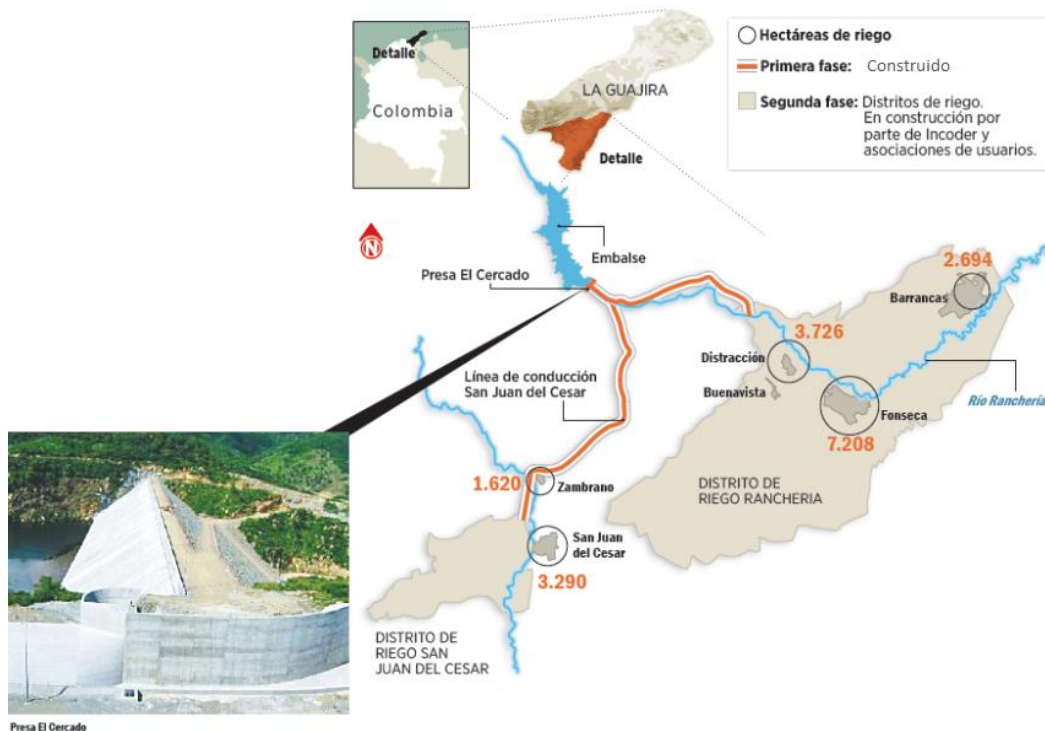 Detalle
Colombia
LA GUAJIRA
Detalle
Hectáreas de riego
Primera fase: Construido
Segunda fase: Distritos de riego.
En construcción por
parte de Incoder y
asociaciones de usuarios.
N
Embalse
Presa El Cercado
2.694
Barrancas
3.726
Distracción
Buenavista
Río Ranchería
Fonseca
7.208
Línea de conducción
San Juan del Cesar
1.620
Zambrano
DISTRITO DE
RIEGO RANCHERIA
San Juan
del Cesar
3.290
DISTRITO DE
RIEGO SAN
JUAN DEL CESAR
Presa El Cercado